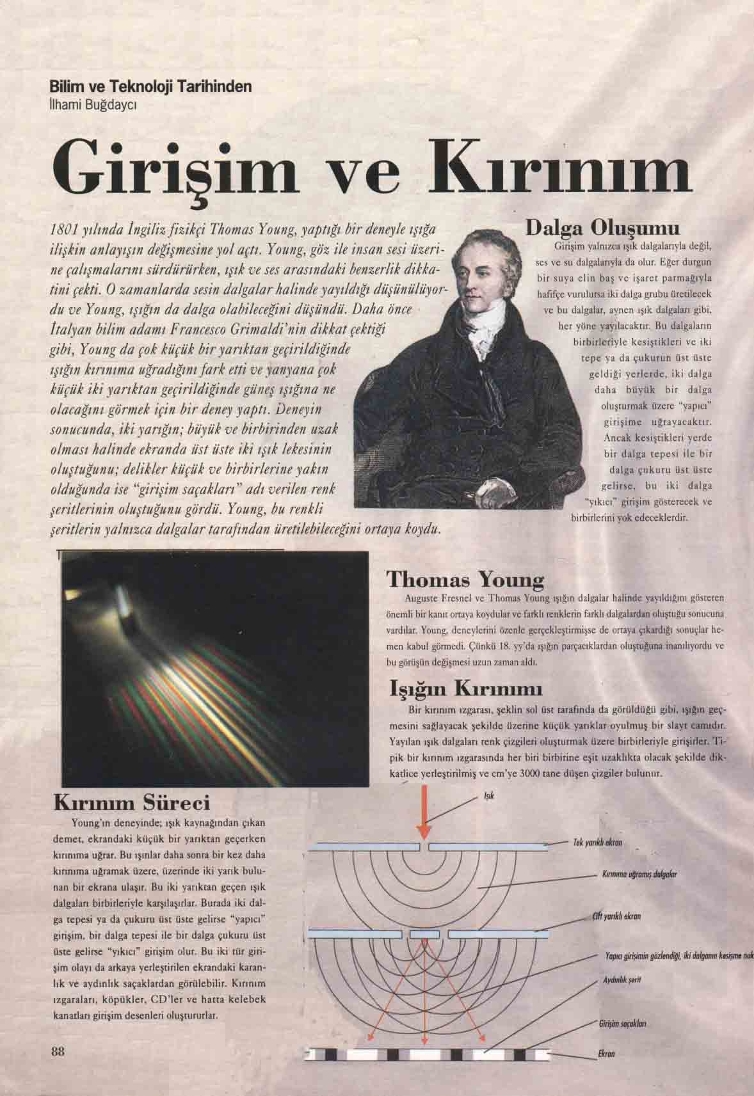 Bilim ve Teknoloji Tarihinden
İlhami Buğdaycı
Girişim ve Kırınım
1801 yılında İngiliz fizikçi Thomas Young, yaptığı bir deneyle ışığa
ilişkin anlayışın değişmesine yol açtı. Young, göz ile insan sesi üzeri-
ne çalışmalarını sürdürürken, ışık ve ses arasındaki benzerlik dikka-
tini çekti. O zamanlarda sesin dalgalar halinde yayıldığı düşünülüyor-
du ve Young, ışığın da dalga olabileceğini düşündü. Daha önce
İtalyan bilim adamı Francesco Grimaldi'nin dikkat çektiği
gibi, Young da çok küçük bir yarıktan geçirildiğinde
ışığın kırınıma uğradığını fark etti ve yanyana çok
küçük iki yarıktan geçirildiğinde güneş ışığına ne
olacağını görmek için bir deney yaptı. Deneyin
sonucunda, iki yarığın; büyük ve birbirinden uzak
olması halinde ekranda üst üste iki ışık lekesinin
oluştuğunu; delikler küçük ve birbirlerine yakın
olduğunda ise "girişim saçakları" adı verilen renk
şeritlerinin oluştuğunu gördü. Young, bu renkli
şeritlerin yalnızca dalgalar tarafından üretilebileceğini ortaya koydu.
Dalga Oluşumu
Girişim yalnızca ışık dalgalarıyla değil,
ses ve su dalgalarıyla da olur. Eğer durgun
bir suya elin baş ve işaret parmağıyla
hafifçe vurulursa iki dalga grubu üretilecek
ve bu dalgalar, aynen ışık dalgaları gibi,
her yöne yayılacaktır. Bu dalgaların
birbirleriyle kesiştikleri ve iki
tepe ya da çukurun üst üste
geldiği yerlerde, iki dalga
daha büyük bir dalga
oluşturmak üzere "yapıcı"
girişime uğrayacaktır.
Ancak kesiştikleri yerde
bir dalga tepesi ile bir
dalga çukuru üst üste
gelirse, bu iki dalga
"yıkıcı" girişim gösterecek ve
birbirlerini yok edeceklerdir.
Thomas Young
Auguste Fresnel ve Thomas Young ışığın dalgalar halinde yayıldığını gösteren
önemli bir kanıt ortaya koydular ve farklı renklerin farklı dalgalardan oluştuğu sonucuna
vardılar. Young, deneylerini özenle gerçekleştirmişse de ortaya çıkardığı sonuçlar he-
men kabul görmedi. Çünkü 18. yy'da ışığın parçacıklardan oluştuğuna inanılıyordu ve
bu görüşün değişmesi uzun zaman aldı.
Işığın Kırınımı
Bir kırınım ızgarası, şeklin sol üst tarafında da görüldüğü gibi, ışığın geç-
mesini sağlayacak şekilde üzerine küçük yarıklar oyulmuş bir slayt camıdır.
Yayılan ışık dalgaları renk çizgileri oluşturmak üzere birbirleriyle girişirler. Ti-
pik bir kırınım ızgarasında her biri birbirine eşit uzaklıkta olacak şekilde dik-
katlice yerleştirilmiş ve cm'ye 3000 tane düşen çizgiler bulunur.
Kırınım Süreci
Young'ın deneyinde; ışık kaynağından çıkan
demet, ekrandaki küçük bir yarıktan geçerken
kırınıma uğrar. Bu ışınlar daha sonra bir kez daha
kırınıma uğramak üzere, üzerinde iki yarık bulu-
nan bir ekrana ulaşır. Bu iki yarıktan geçen ışık
dalgaları birbirleriyle karşılaşırlar. Burada iki dal-
ga tepesi ya da çukuru üst üste gelirse "yapıcı"
girişim, bir dalga tepesi ile bir dalga çukuru üst
üste gelirse "yıkıcı" girişim olur. Bu iki tür giri-
şim olayı da arkaya yerleştirilen ekrandaki karan-
lık ve aydınlık saçaklardan görülebilir. Kırınım
ızgaraları, köpükler, CD'ler ve hatta kelebek
kanatları girişim desenleri oluştururlar.
Işık
Tek yarıklı ekran
Kırınıma uğramış dalgalar
Çift yarıklı ekran
Yapıcı girişimin gözlendiği, iki dalganın kesişme nok
Aydınlık şerit
Girişim saçakları
Ekran
88